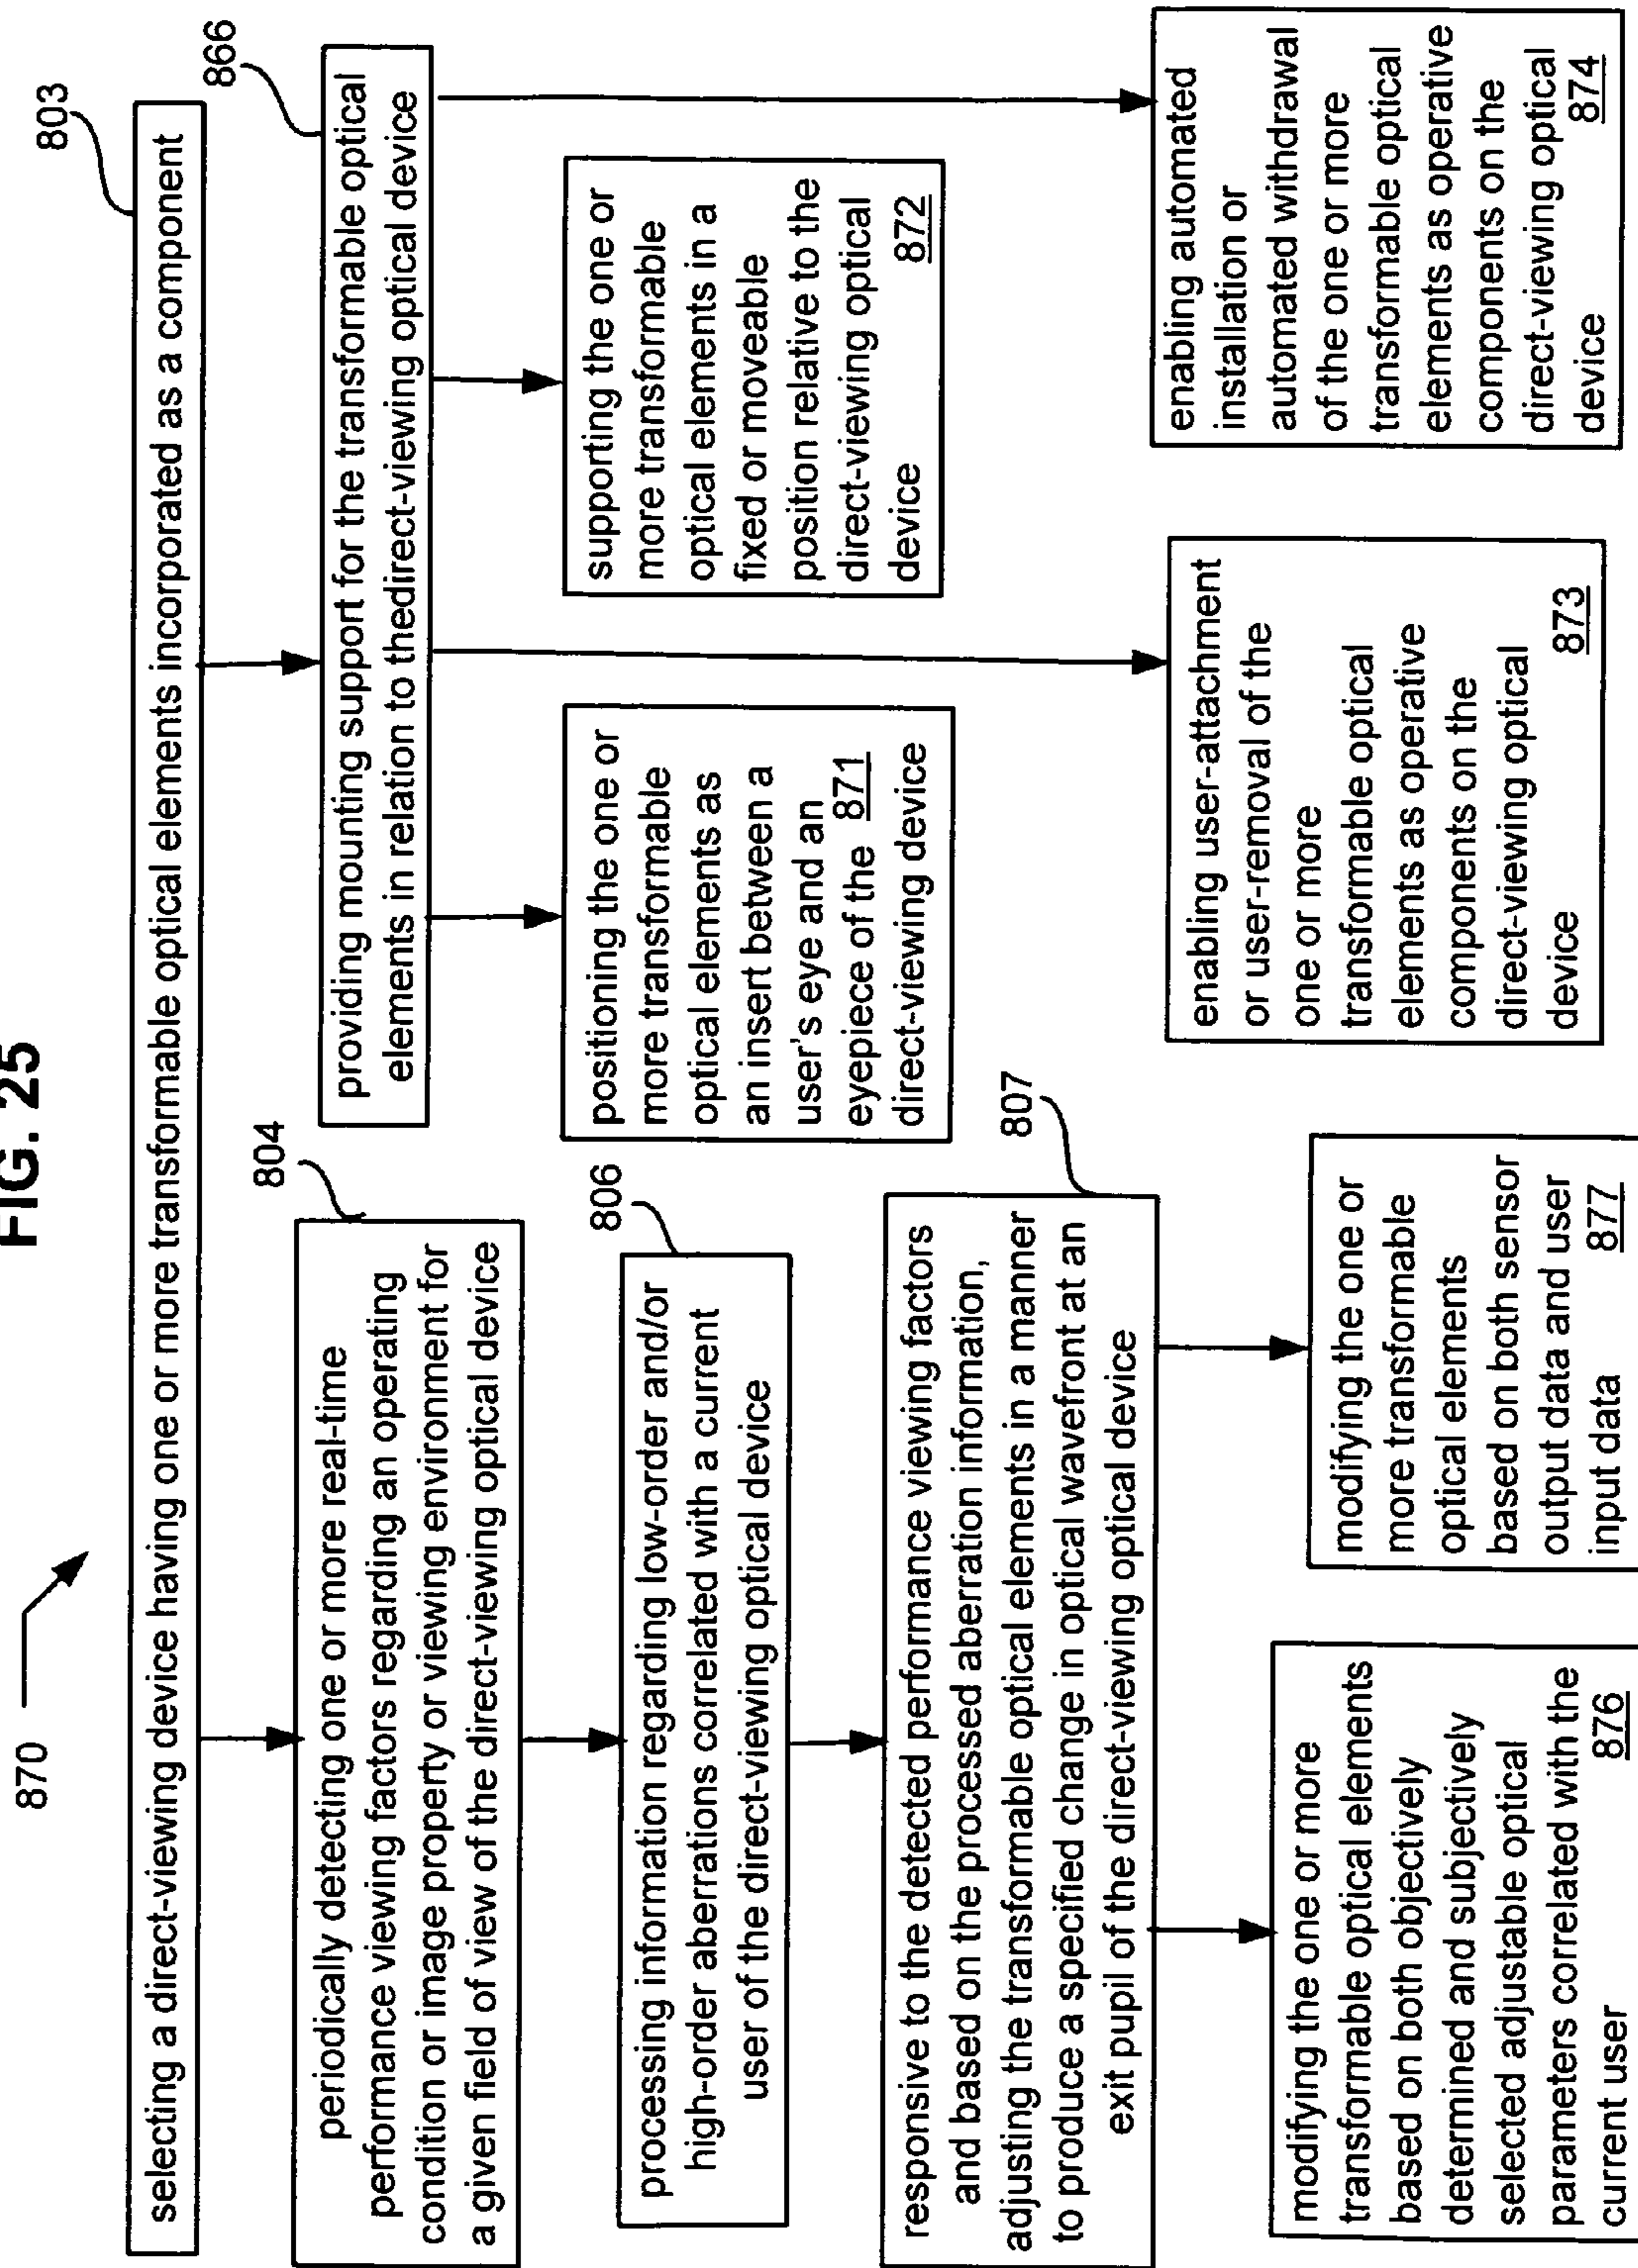 FIG. 25
870
803
selecting a direct-viewing device having one or more transformable optical elements incorporated as a component
804
periodically detecting one or more real-time
performance viewing factors regarding an operating
condition or image property or viewing environment for
a given field of view of the direct-viewing optical device
866
providing mounting support for the transformable optical
elements in relation to thedirect-viewing optical device
806
processing information regarding low-order and/or
high-order aberrations correlated with a current
user of the direct-viewing optical device
positioning the one or
more transformable
optical elements as
an insert between a
user's eye and an
eyepiece of the 871
direct-viewing device
supporting the one or
more transformable
optical elements in a
fixed or moveable
position relative to the
direct-viewing optical
device 872
807
responsive to the detected performance viewing factors
and based on the processed aberration information,
adjusting the transformable optical elements in a manner
to produce a specified change in optical wavefront at an
exit pupil of the direct-viewing optical device
enabling user-attachment
or user-removal of the
one or more
transformable optical
elements as operative
components on the
direct-viewing optical
device 873
enabling automated
installation or
automated withdrawal
of the one or more
transformable optical
elements as operative
components on the
direct-viewing optical
device 874
modifying the one or more
transformable optical elements
based on both objectively
determined and subjectively
selected adjustable optical
parameters correlated with the
current user 876
modifying the one or
more transformable
optical elements
based on both sensor
output data and user
input data 877